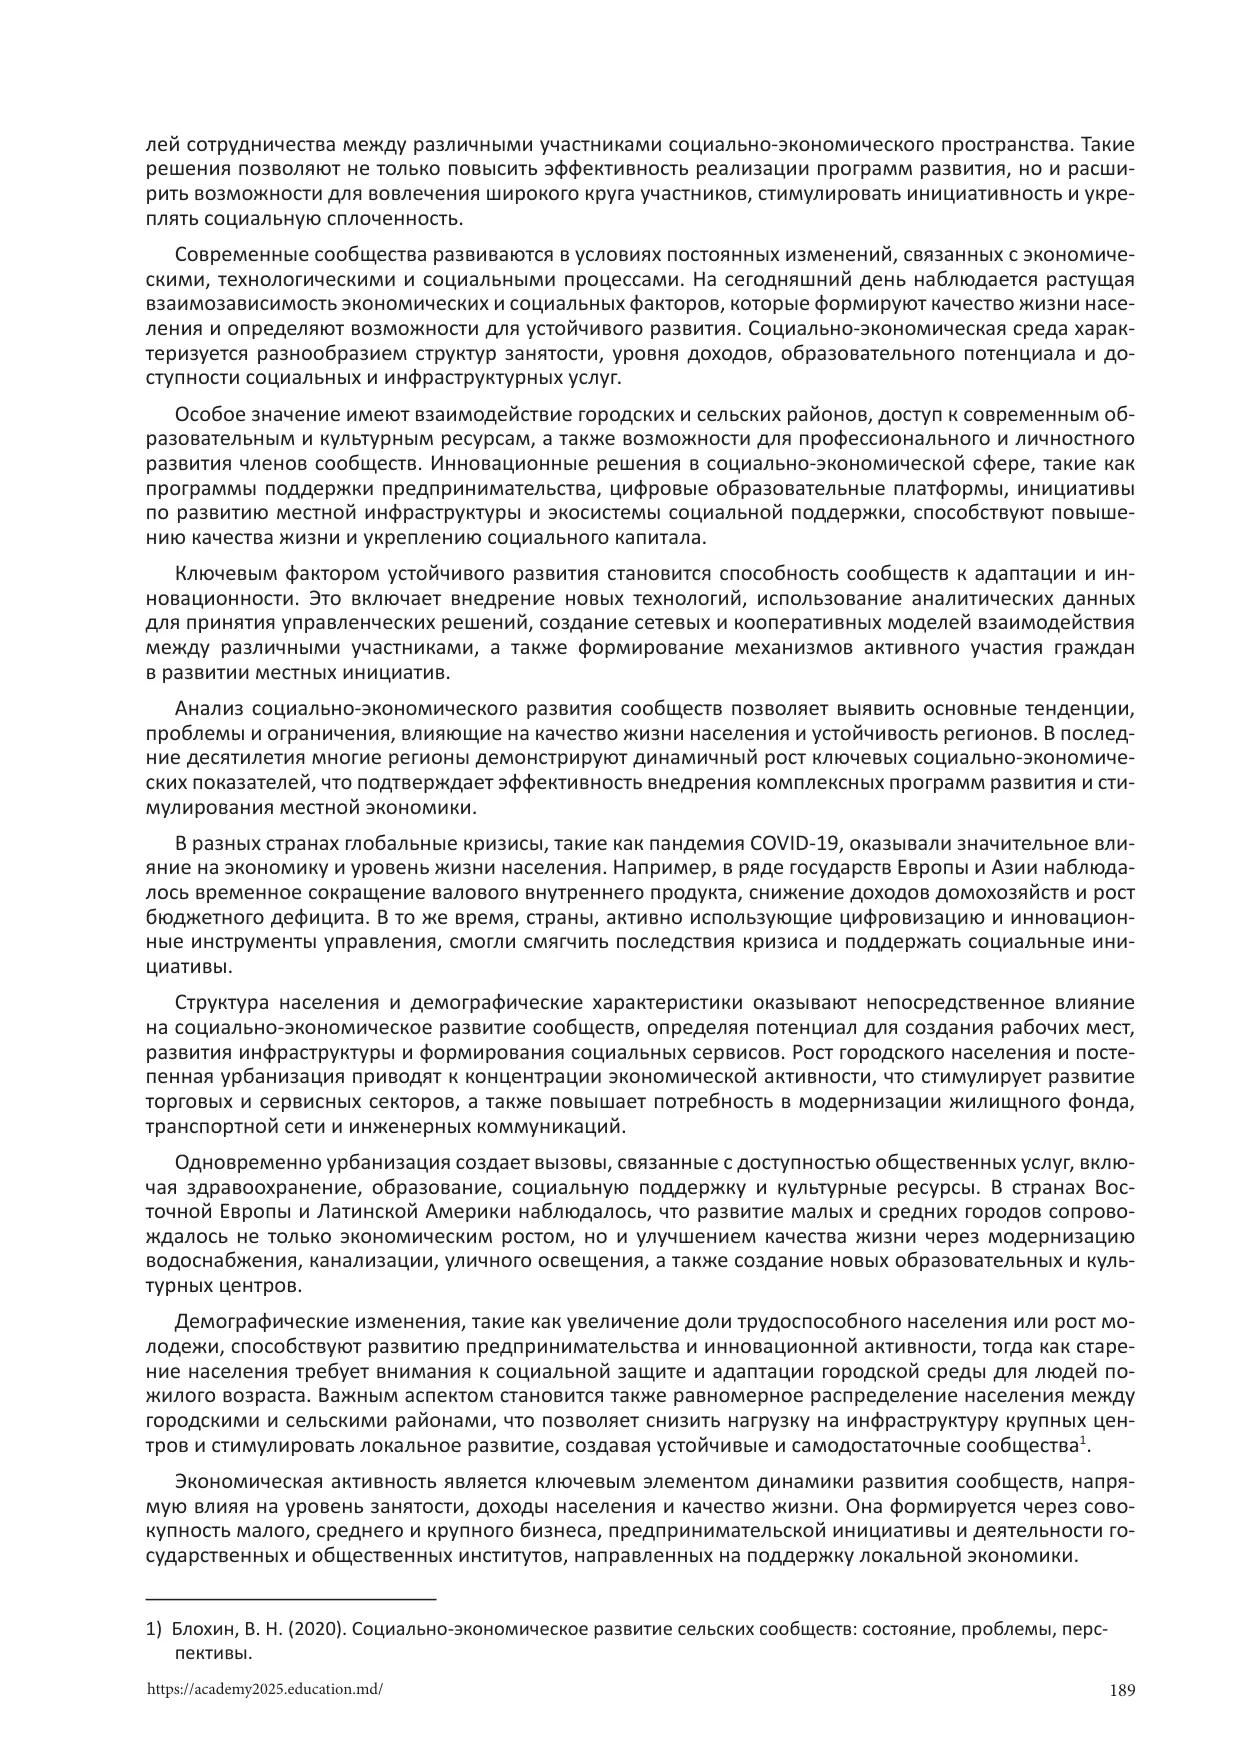 лей сотрудничества между различными участниками социально-экономического пространства. Такие
решения позволяют не только повысить эффективность реализации программ развития, но и расши-
рить возможности для вовлечения широкого круга участников, стимулировать инициативность и укре-
плять социальную сплоченность.
Современные сообщества развиваются в условиях постоянных изменений, связанных с экономиче-
скими, технологическими и социальными процессами. На сегодняшний день наблюдается растущая
взаимозависимость экономических и социальных факторов, которые формируют качество жизни насе-
ления и определяют возможности для устойчивого развития. Социально-экономическая среда харак-
теризуется разнообразием структур занятости, уровня доходов, образовательного потенциала и до-
ступности социальных и инфраструктурных услуг.
Особое значение имеют взаимодействие городских и сельских районов, доступ к современным об-
разовательным и культурным ресурсам, а также возможности для профессионального и личностного
развития членов сообществ. Инновационные решения в социально-экономической сфере, такие как
программы поддержки предпринимательства, цифровые образовательные платформы, инициативы
по развитию местной инфраструктуры и экосистемы социальной поддержки, способствуют повыше-
нию качества жизни и укреплению социального капитала.
Ключевым фактором устойчивого развития становится способность сообществ к адаптации и ин-
новационности. Это включает внедрение новых технологий, использование аналитических данных
для принятия управленческих решений, создание сетевых и кооперативных моделей взаимодействия
между различными участниками, а также формирование механизмов активного участия граждан
в развитии местных инициатив.
Анализ социально-экономического развития сообществ позволяет выявить основные тенденции,
проблемы и ограничения, влияющие на качество жизни населения и устойчивость регионов. В послед-
ние десятилетия многие регионы демонстрируют динамичный рост ключевых социально-экономиче-
ских показателей, что подтверждает эффективность внедрения комплексных программ развития и сти-
мулирования местной экономики.
В разных странах глобальные кризисы, такие как пандемия COVID-19, оказывали значительное вли-
яние на экономику и уровень жизни населения. Например, в ряде государств Европы и Азии наблюда-
лось временное сокращение валового внутреннего продукта, снижение доходов домохозяйств и рост
бюджетного дефицита. В то же время, страны, активно использующие цифровизацию и инновацион-
ные инструменты управления, смогли смягчить последствия кризиса и поддержать социальные ини-
циативы.
Структура населения и демографические характеристики оказывают непосредственное влияние
на социально-экономическое развитие сообществ, определяя потенциал для создания рабочих мест,
развития инфраструктуры и формирования социальных сервисов. Рост городского населения и посте-
пенная урбанизация приводят к концентрации экономической активности, что стимулирует развитие
торговых и сервисных секторов, а также повышает потребность в модернизации жилищного фонда,
транспортной сети и инженерных коммуникаций.
Одновременно урбанизация создает вызовы, связанные с доступностью общественных услуг, вклю-
чая здравоохранение, образование, социальную поддержку и культурные ресурсы. В странах Вос-
точной Европы и Латинской Америки наблюдалось, что развитие малых и средних городов сопрово-
ждалось не только экономическим ростом, но и улучшением качества жизни через модернизацию
водоснабжения, канализации, уличного освещения, а также создание новых образовательных и куль-
турных центров.
Демографические изменения, такие как увеличение доли трудоспособного населения или рост мо-
лодежи, способствуют развитию предпринимательства и инновационной активности, тогда как старе-
ние населения требует внимания к социальной защите и адаптации городской среды для людей по-
жилого возраста. Важным аспектом становится также равномерное распределение населения между
городскими и сельскими районами, что позволяет снизить нагрузку на инфраструктуру крупных цен-
тров и стимулировать локальное развитие, создавая устойчивые и самодостаточные сообщества¹.
Экономическая активность является ключевым элементом динамики развития сообществ, напря-
мую влияя на уровень занятости, доходы населения и качество жизни. Она формируется через сово-
купность малого, среднего и крупного бизнеса, предпринимательской инициативы и деятельности го-
сударственных и общественных институтов, направленных на поддержку локальной экономики.
1) Блохин, В. Н. (2020). Социально-экономическое развитие сельских сообществ: состояние, проблемы, перс-
пективы.
https://academy2025.education.md/
189